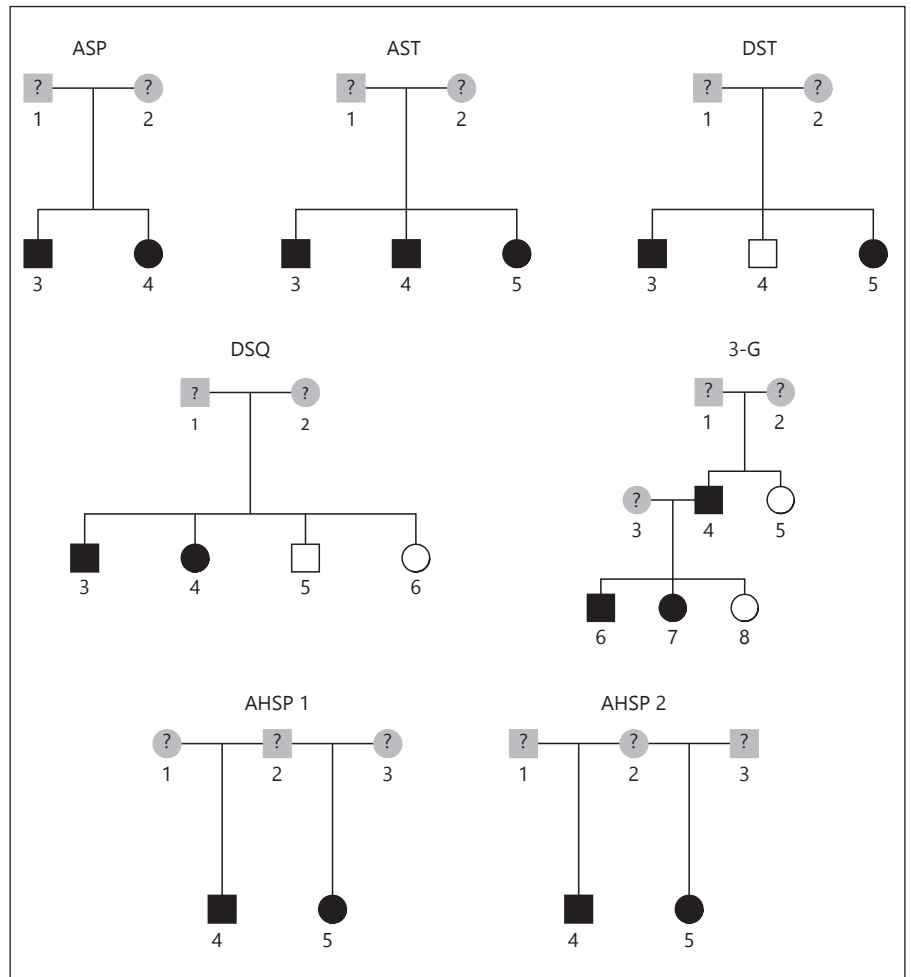 ASP AST DST
? ? ? ? ? ?
1 2 1 2 1 2
3 4 3 4 5 3 4 5
DSQ 3-G
? ? ? ?
1 2 1 2
?
3 4 5
3 4 5 6
6 7 8
AHSP 1 AHSP 2
? ? ? ? ? ?
1 2 3 1 2 3
4 5 4 5